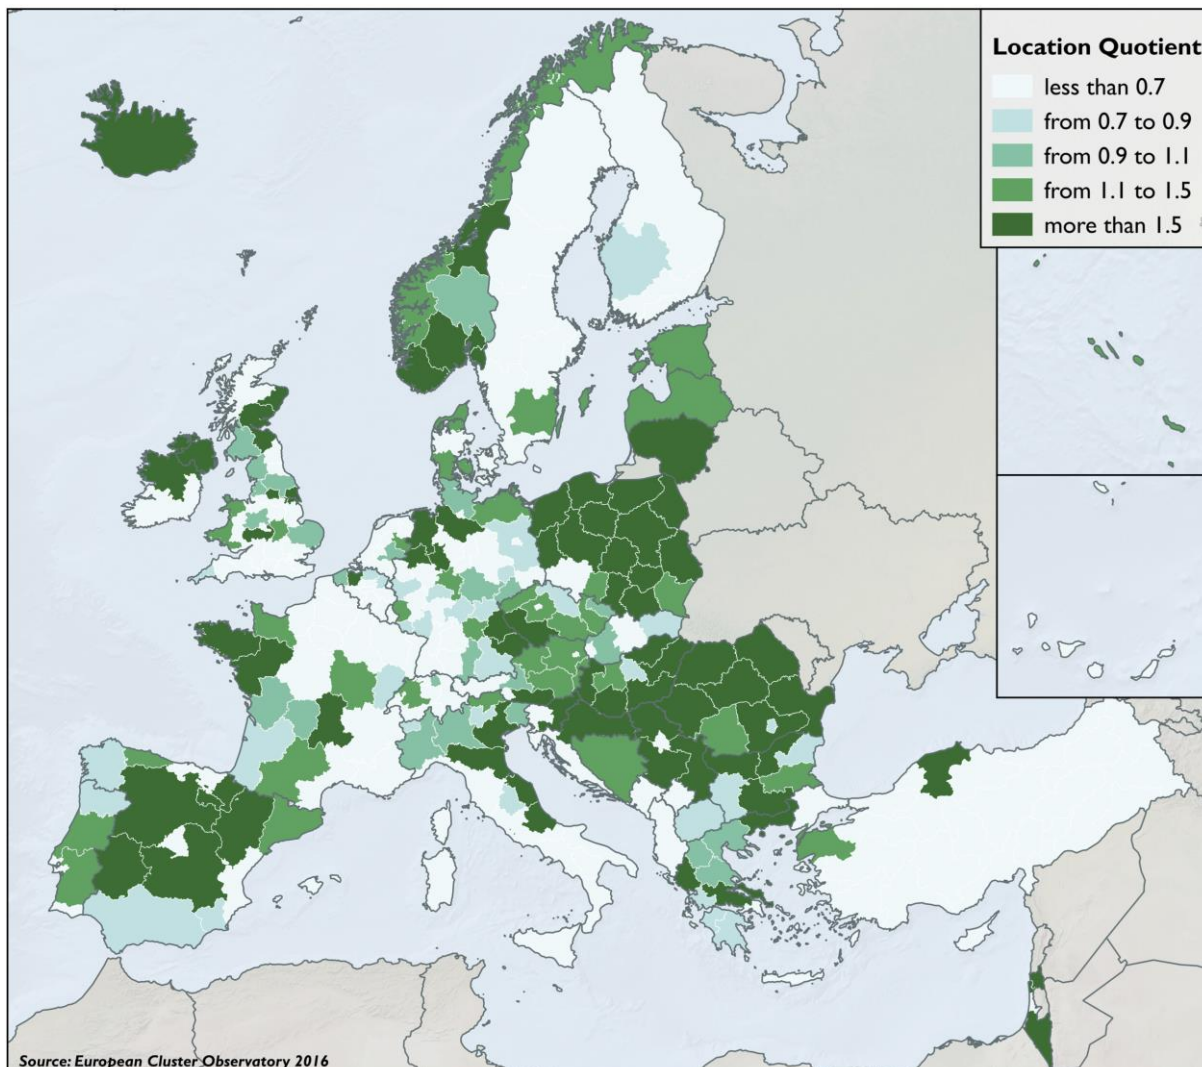 Location Quotient
less than 0.7
from 0.7 to 0.9
from 0.9 to 1.1
from 1.1 to 1.5
more than 1.5
Source: European Cluster Observatory 2016